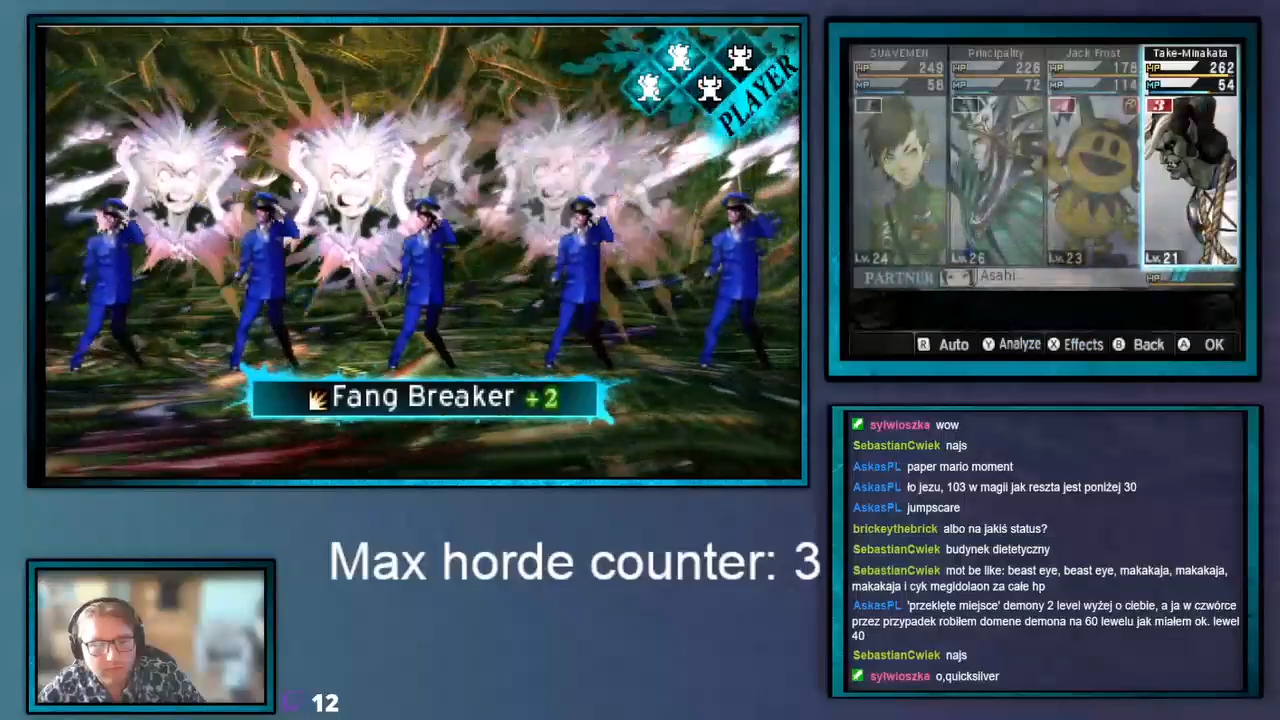 PLAYER
Fang Breaker +2
SUAVEMEN
HP 249
MP 58
Lv.24
Principality
HP 226
MP 72
Lv.26
Jack Frost
HP 178
MP 114
4
Lv.23
Take-Minakata
HP 262
MP 54
3
Lv.21
PARTNER Asahi
HP
R Auto Y Analyze X Effects B Back A OK
Max horde counter: 3
sylwioszka wow
SebastianCwiek najs
AskasPL paper mario moment
AskasPL ło jezu, 103 w magii jak reszta jest poniżej 30
AskasPL jumpscare
brickeythebrick albo na jakiś status?
SebastianCwiek budynek dietetyczny
SebastianCwiek mot be like: beast eye, beast eye, makakaja, makakaja,
makakaja i cyk megidolaon za całe hp
AskasPL 'przeklęte miejsce' demony 2 level wyżej o ciebie, a ja w czwórce
przez przypadek robiłem domene demona na 60 lewelu jak miałem ok. lewel
40
SebastianCwiek najs
sylwioszka o,quicksilver
12